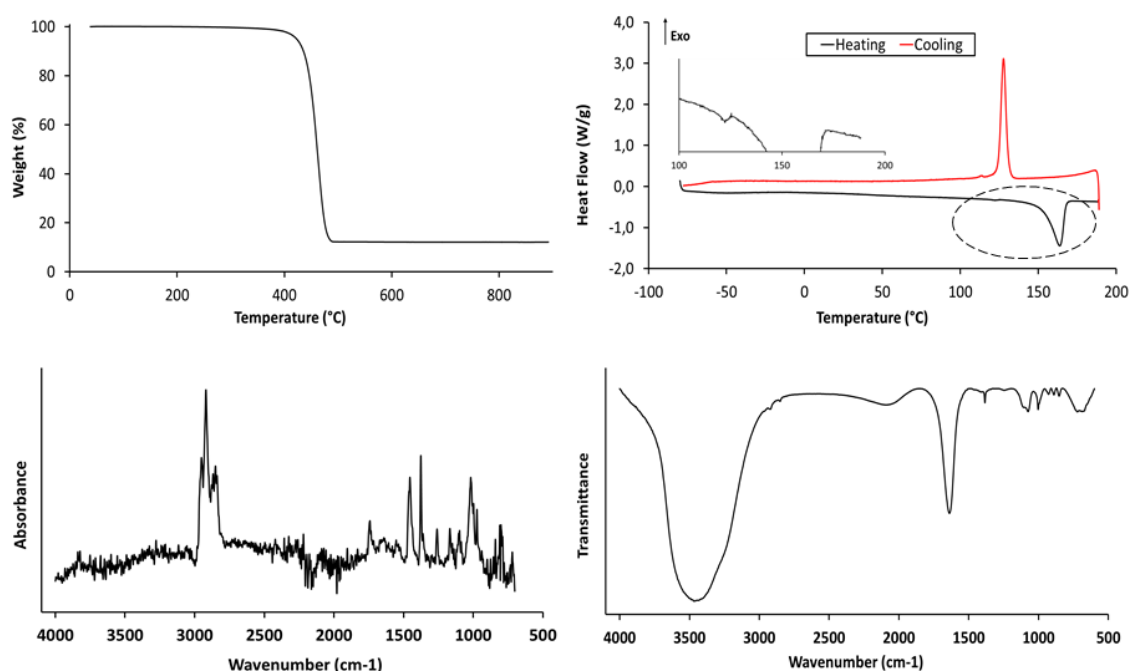 100
80
60
40
20
0
Weight (%)
0 200 400 600 800
Temperature (°C)
4,0
3,0
2,0
1,0
0,0
-1,0
-2,0
Heat Flow (W/g)
Exo
Heating Cooling
100 150 200
-100 -50 0 50 100 150 200
Temperature (°C)
Absorbance
4000 3500 3000 2500 2000 1500 1000 500
Wavenumber (cm-1)
Transmittance
4000 3500 3000 2500 2000 1500 1000 500
Wavenumber (cm-1)